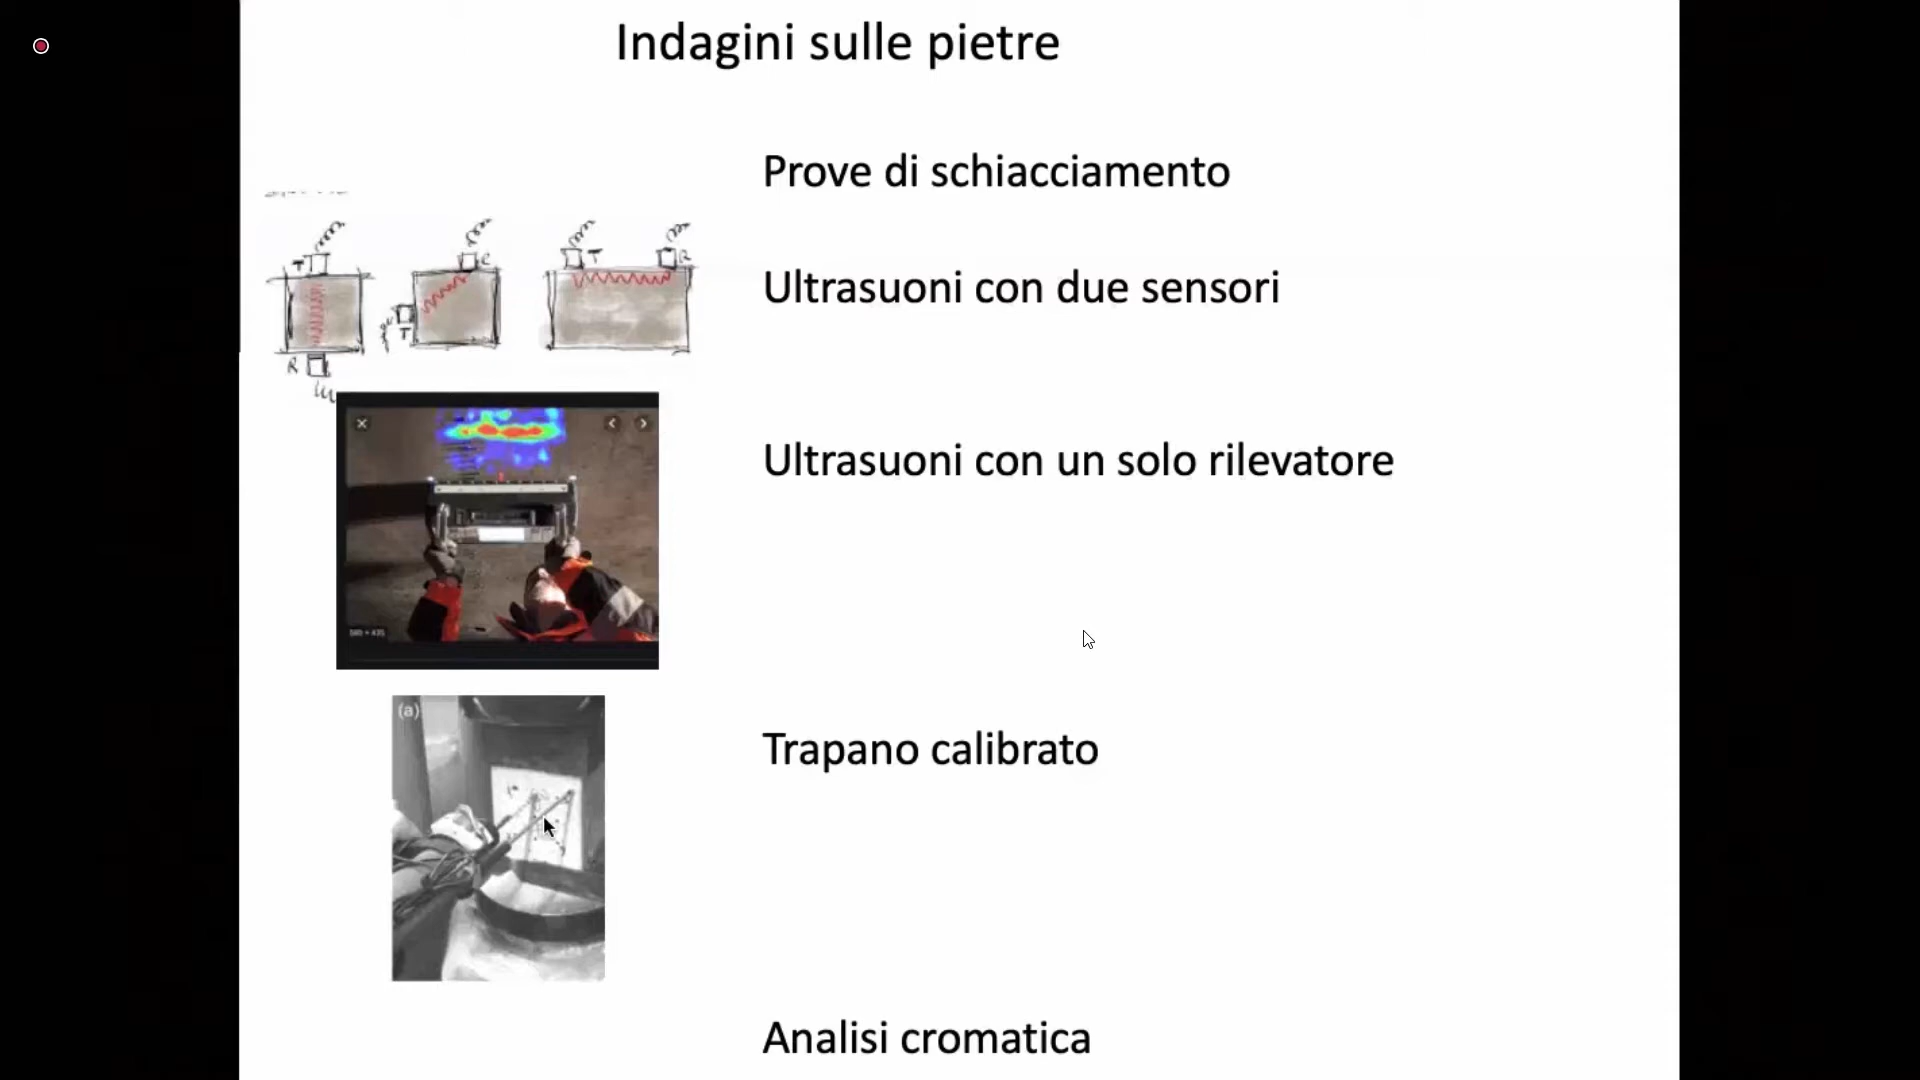 Indagini sulle pietre
Prove di schiacciamento
Ultrasuoni con due sensori
T
R
T
T
R
Ultrasuoni con un solo rilevatore
(a)
Trapano calibrato
Analisi cromatica